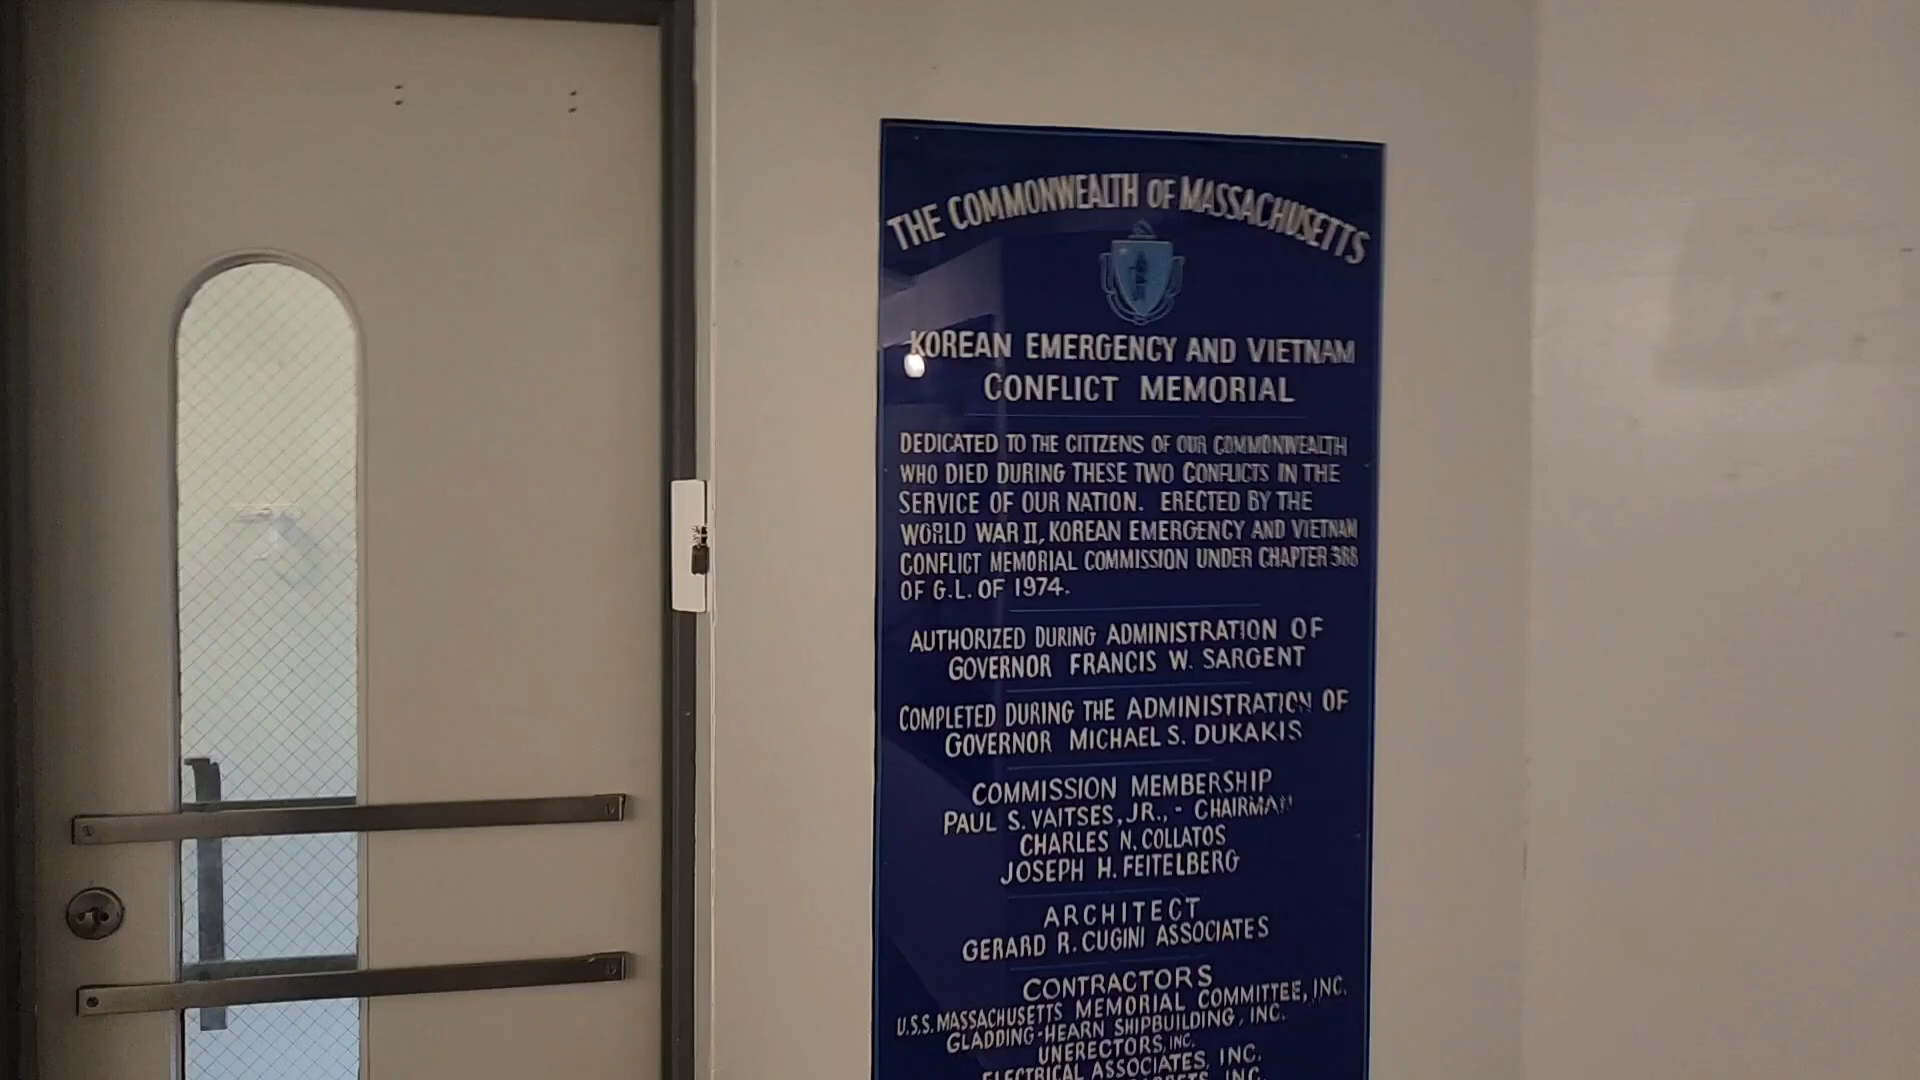 THE COMMONWEALTH OF MASSACHUSETTS
KOREAN EMERGENCY AND VIETNAM
CONFLICT MEMORIAL
DEDICATED TO THE CITIZENS OF OUR COMMONWEALTH
WHO DIED DURING THESE TWO CONFLICTS IN THE
SERVICE OF OUR NATION. ERECTED BY THE
WORLD WAR II, KOREAN EMERGENCY AND VIETNAM
CONFLICT MEMORIAL COMMISSION UNDER CHAPTER 388
OF G.L. OF 1974.
AUTHORIZED DURING ADMINISTRATION OF
GOVERNOR FRANCIS W. SARGENT
COMPLETED DURING THE ADMINISTRATION OF
GOVERNOR MICHAEL S. DUKAKIS
COMMISSION MEMBERSHIP
PAUL S. VAITSES, JR., - CHAIRMAN
CHARLES N. COLLATOS
JOSEPH H. FEITELBERG
ARCHITECT
GERARD R. CUGINI ASSOCIATES
CONTRACTORS
U.S.S. MASSACHUSETTS MEMORIAL COMMITTEE, INC.
GLADDING-HEARN SHIPBUILDING, INC.
UNERECTORS, INC.
ELECTRICAL ASSOCIATES, INC.
INC.